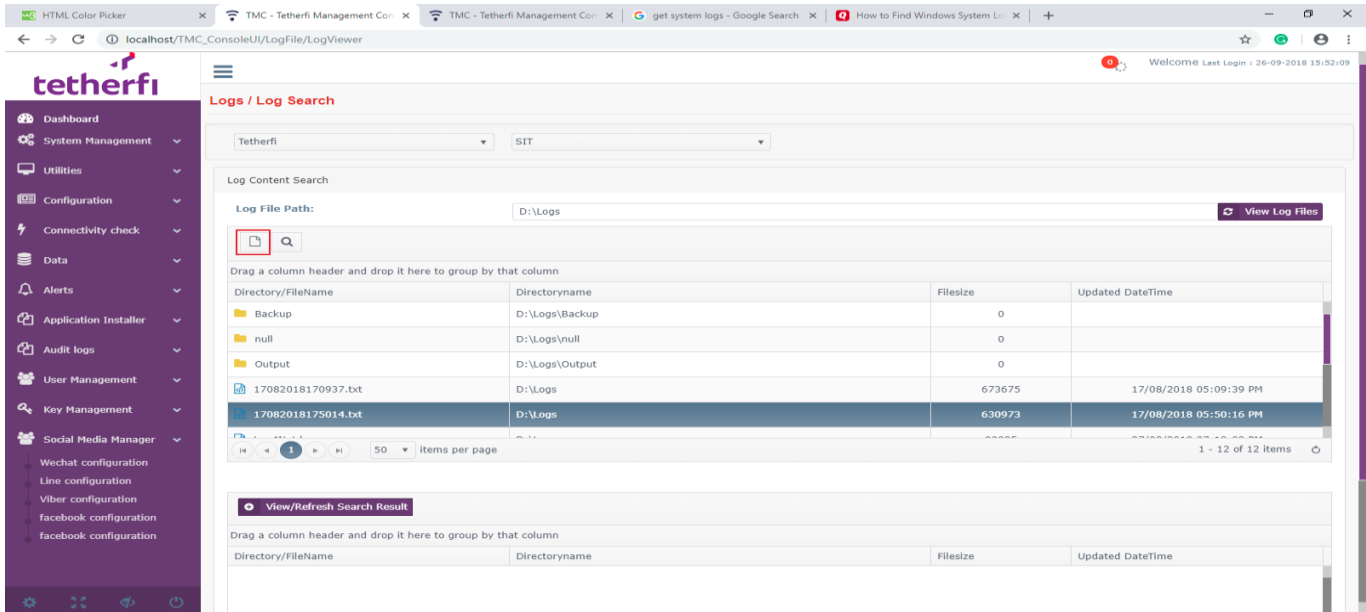 HTML Color Picker
TMC - Tetherfi Management Con
TMC - Tetherfi Management Con
get system logs - Google Search
How to Find Windows System Lo
localhost/TMC_ConsoleUI/LogFile/LogViewer
tetherfi
0
Welcome Last Login : 26-09-2018 15:52:09
Logs / Log Search
Dashboard
System Management
Utilities
Configuration
Connectivity check
Data
Alerts
Application Installer
Audit logs
User Management
Key Management
Social Media Manager
Wechat configuration
Line configuration
Viber configuration
facebook configuration
facebook configuration
Tetherfi
SIT
Log Content Search
Log File Path:
D:\Logs
View Log Files
Drag a column header and drop it here to group by that column
Directory/FileName Directoryname Filesize Updated DateTime
Backup D:\Logs\Backup 0
null D:\Logs\null 0
Output D:\Logs\Output 0
17082018170937.txt D:\Logs 673675 17/08/2018 05:09:39 PM
17082018175014.txt D:\Logs 630973 17/08/2018 05:50:16 PM
1 50 items per page 1 - 12 of 12 items
View/Refresh Search Result
Drag a column header and drop it here to group by that column
Directory/FileName Directoryname Filesize Updated DateTime